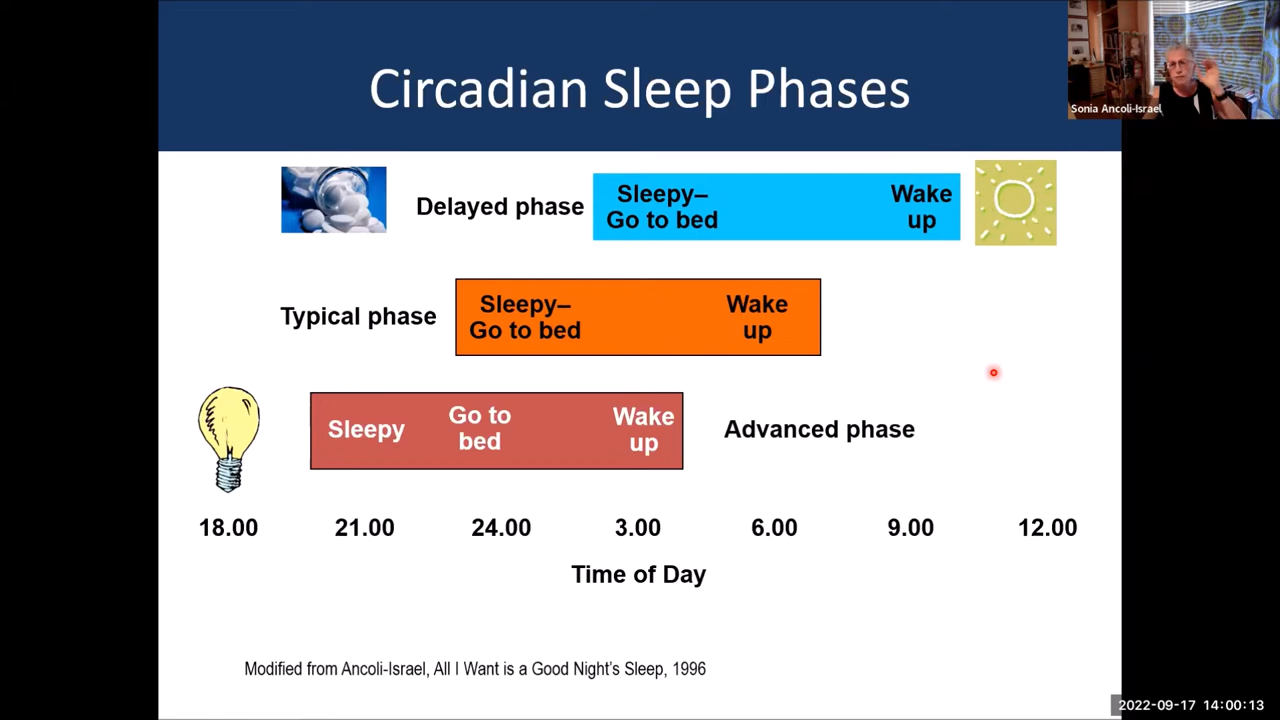 Circadian Sleep Phases
Sonia Ancoli-Israel
Delayed phase
Sleepy–
Go to bed
Wake
up
Typical phase
Sleepy–
Go to bed
Wake
up
Sleepy
Go to
bed
Wake
up
Advanced phase
18.00 21.00 24.00 3.00 6.00 9.00 12.00
Time of Day
Modified from Ancoli-Israel, All I Want is a Good Night's Sleep, 1996
2022-09-17 14:00:13